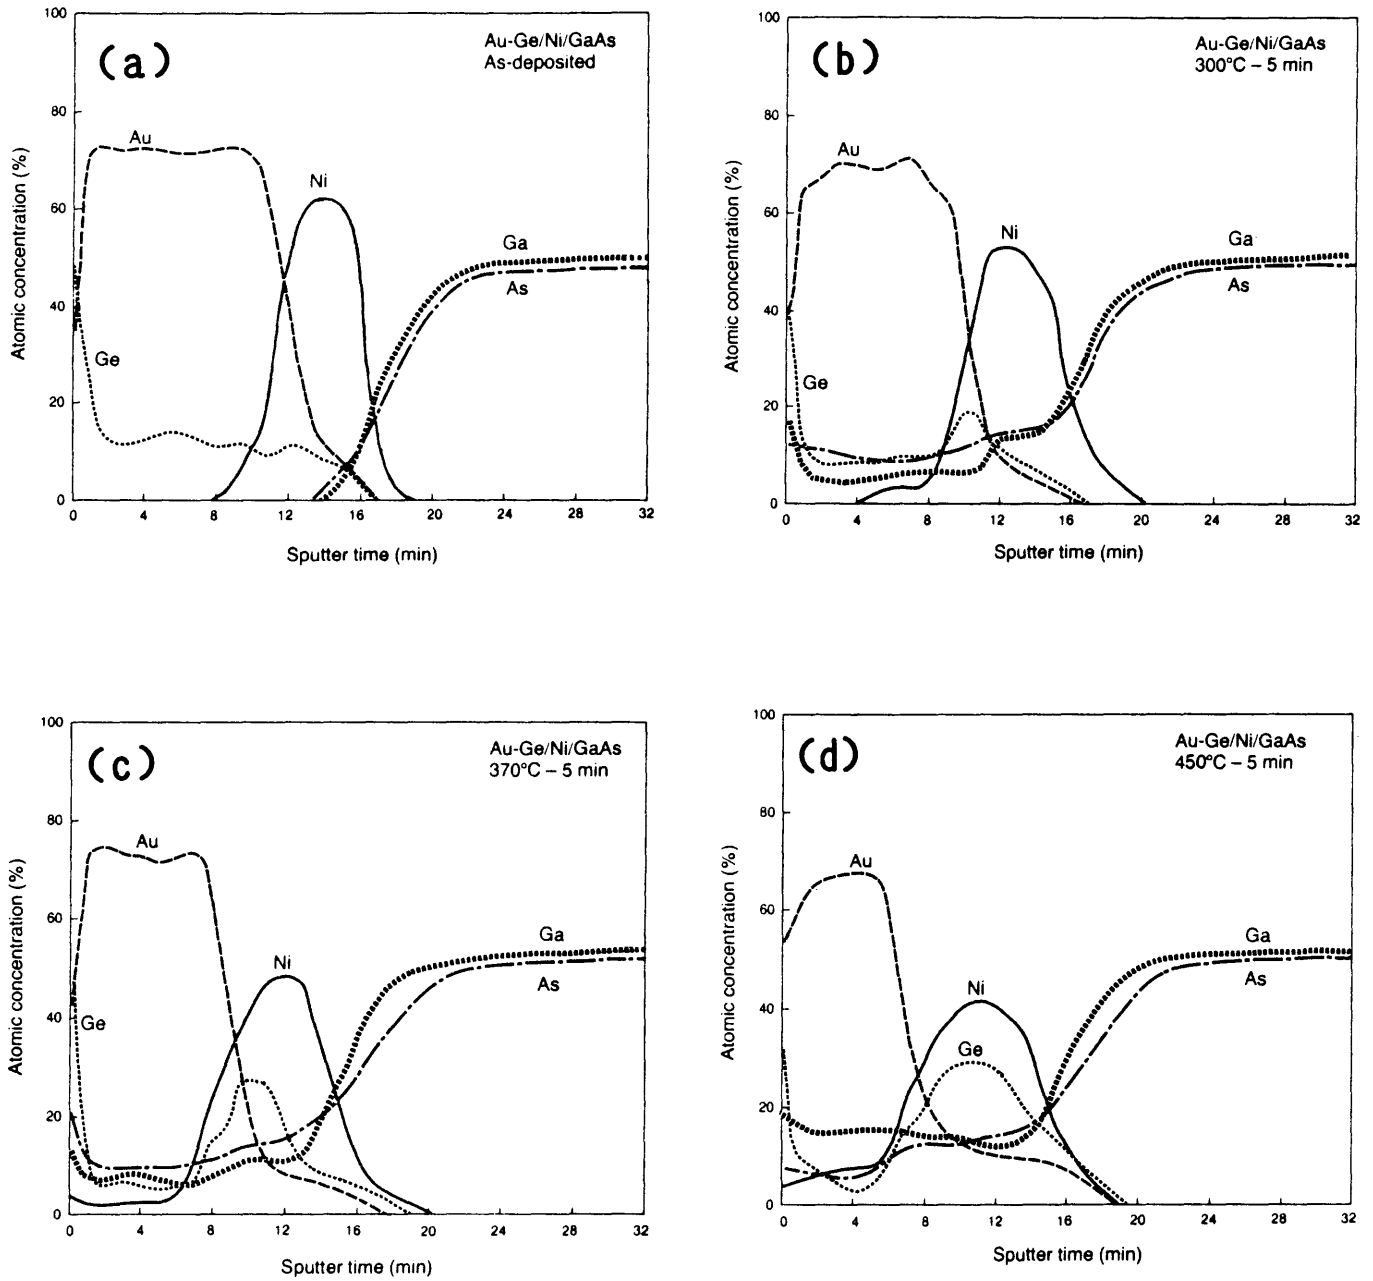 (a)
Au-Ge/Ni/GaAs
As-deposited
100
80
60
40
20
0
Atomic concentration (%)
Au
Ni
Ga
As
Ge
0 4 8 12 16 20 24 28 32
Sputter time (min)
(b)
Au-Ge/Ni/GaAs
300°C – 5 min
100
80
60
40
20
0
Atomic concentration (%)
Au
Ni
Ga
As
Ge
0 4 8 12 16 20 24 28 32
Sputter time (min)
(c)
Au-Ge/Ni/GaAs
370°C – 5 min
100
80
60
40
20
0
Atomic concentration (%)
Au
Ni
Ga
As
Ge
0 4 8 12 16 20 24 28 32
Sputter time (min)
(d)
Au-Ge/Ni/GaAs
450°C – 5 min
100
80
60
40
20
0
Atomic concentration (%)
Au
Ga
As
Ni
Ge
0 4 8 12 16 20 24 28 32
Sputter time (min)